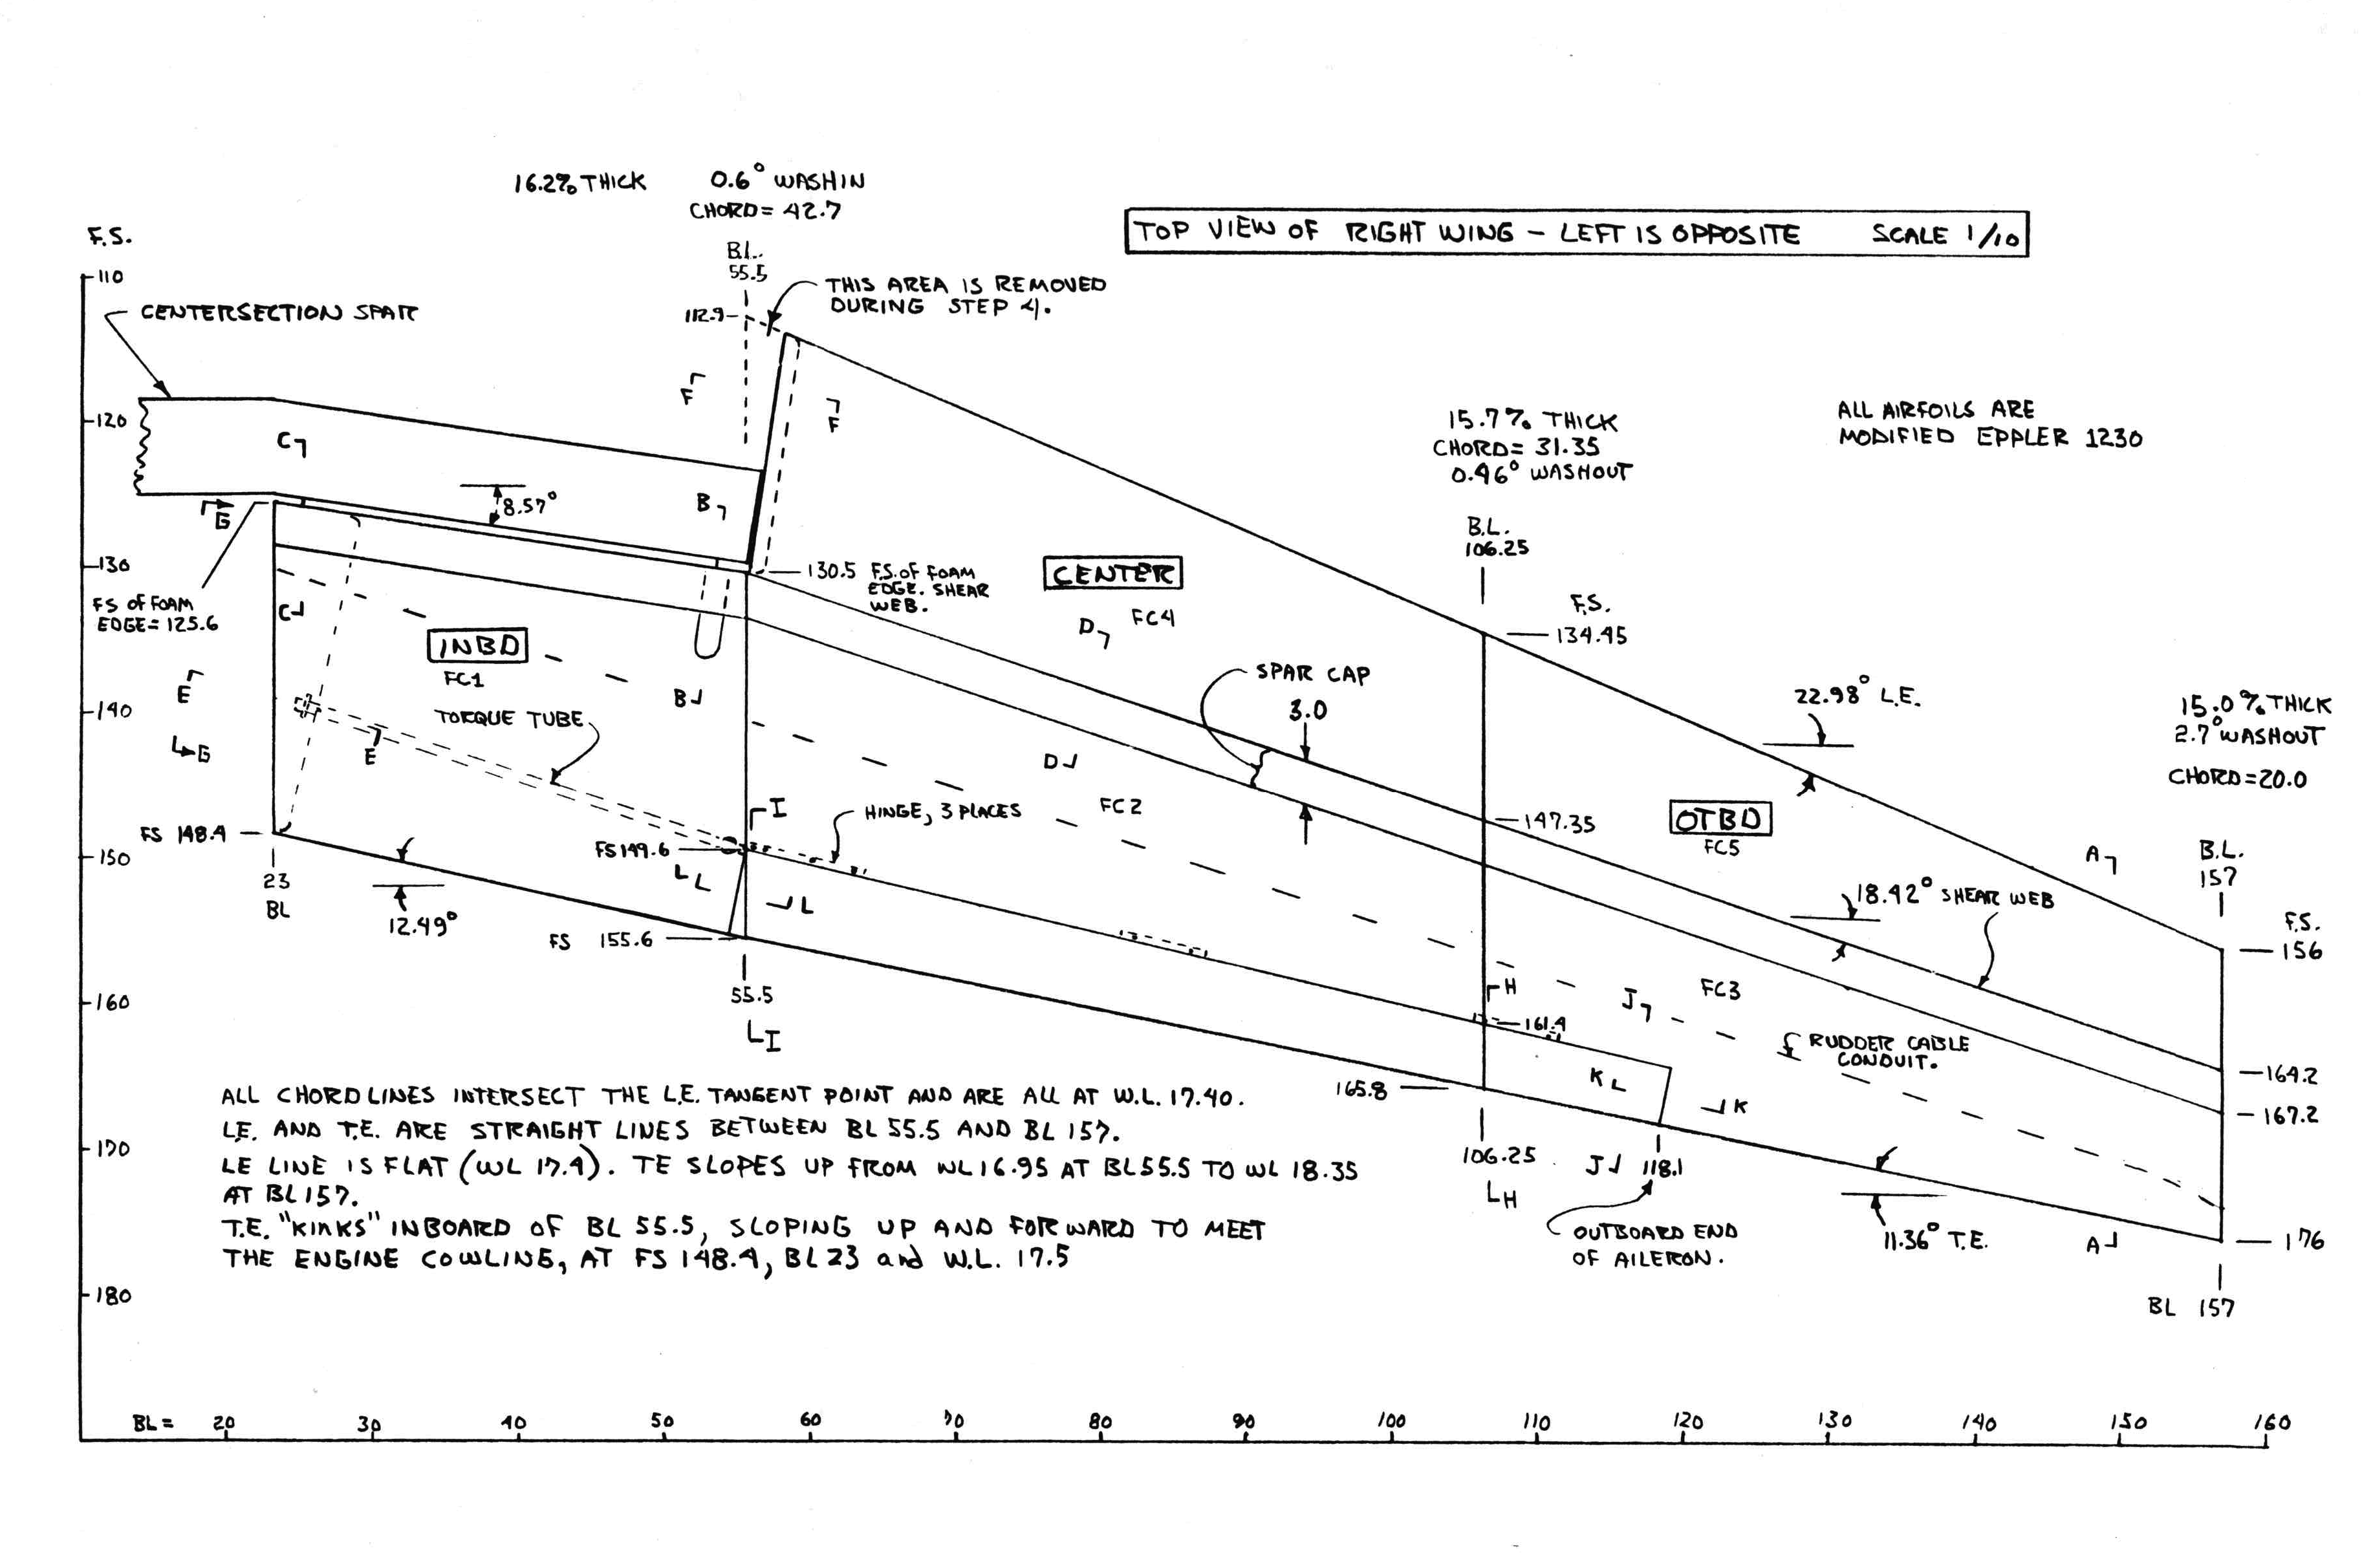 16.2% THICK
0.6° WASHIN
CHORD= 42.7
B.L.
55.5
TOP VIEW OF RIGHT WING - LEFT IS OPPOSITE SCALE 1/10
F.S.
110
120
130
140
150
160
170
180
CENTERSECTION SPAR
112.9
THIS AREA IS REMOVED
DURING STEP 4.
F
F
C
B
8.57°
G
15.7% THICK
CHORD= 31.35
0.46° WASHOUT
B.L.
106.25
ALL AIRFOILS ARE
MODIFIED EPPLER 1230
130.5 F.S. OF FOAM
EDGE. SHEAR
WEB.
CENTER
FC4
D
FS OF FOAM
EDGE= 125.6
C
INBD
FC1
B
E
G
E
TORQUE TUBE
F.S.
134.45
SPAR CAP
3.0
D
22.98° L.E.
15.0% THICK
2.7° WASHOUT
CHORD=20.0
I
HINGE, 3 PLACES
FC2
OTBD
FC5
147.35
FS 148.4
FS 149.6
L
L
23
BL
12.49°
FS 155.6
A
B.L.
157
18.42° SHEAR WEB
F.S.
156
55.5
I
H
FC3
J
161.4
RUDDER CABLE
CONDUIT.
164.2
167.2
K
K
165.8
106.25
H
J
118.1
OUTBOARD END
OF AILERON.
11.36° T.E.
A
176
BL 157
ALL CHORDLINES INTERSECT THE L.E. TANGENT POINT AND ARE ALL AT W.L. 17.40.
L.E. AND T.E. ARE STRAIGHT LINES BETWEEN BL 55.5 AND BL 157.
LE LINE IS FLAT (WL 17.4). TE SLOPES UP FROM WL 16.95 AT BL 55.5 TO WL 18.35
AT BL 157.
T.E. "KINKS" INBOARD OF BL 55.5, SLOPING UP AND FORWARD TO MEET
THE ENGINE COWLING, AT FS 148.4, BL 23 and W.L. 17.5
BL= 20 30 40 50 60 70 80 90 100 110 120 130 140 150 160